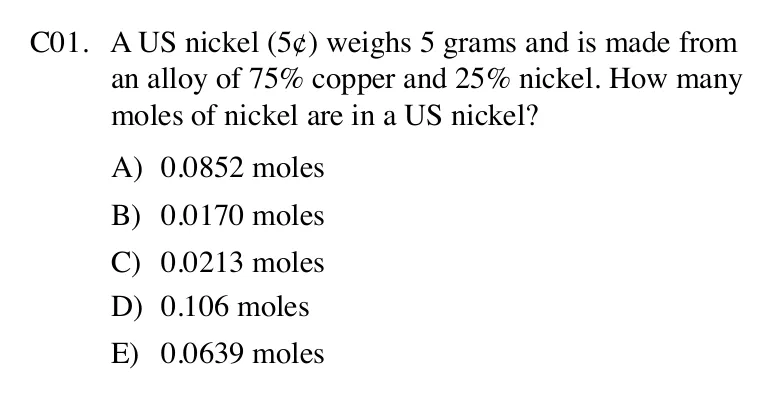 C01. A US nickel (5¢) weighs 5 grams and is made from
an alloy of 75% copper and 25% nickel. How many
moles of nickel are in a US nickel?
A) 0.0852 moles
B) 0.0170 moles
C) 0.0213 moles
D) 0.106 moles
E) 0.0639 moles